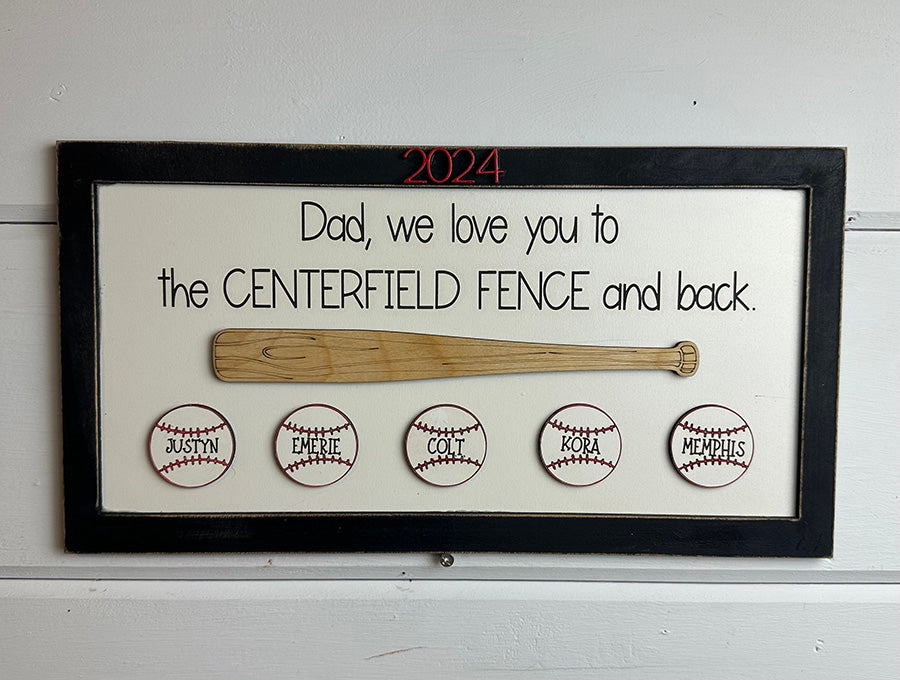 2024
Dad, we love you to
the CENTERFIELD FENCE and back.
JUSTYN EMERIE COLT KORA MEMPHIS